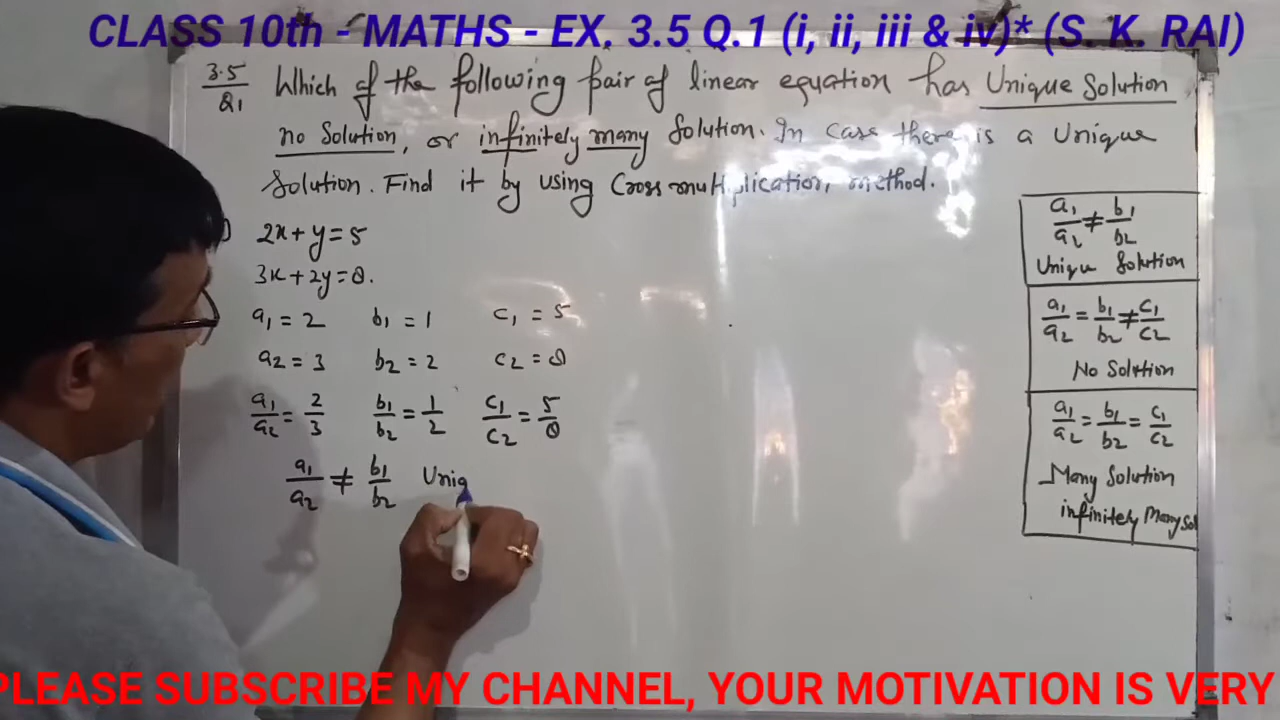 CLASS 10th - MATHS - EX, 3.5 Q.1 (i, ii, iii & iv)* (S. K. RAI)
3.5/Q1 Which of the following pair of linear equation has Unique Solution
no Solution, or infinitely many Solution. In case there is a Unique
Solution. Find it by using Cross multiplication method.
) 2x+y=5
3x+2y=8.
a1 = 2 b1 = 1 c1 = 5
a2 = 3 b2 = 2 c2 = 8
a1/a2 = 2/3 b1/b2 = 1/2 c1/c2 = 5/8
a1/a2 ≠ b1/b2 Uniq
a1/a2 ≠ b1/b2
Unique Solution
a1/a2 = b1/b2 ≠ c1/c2
No Solution
a1/a2 = b1/b2 = c1/c2
Many Solution
infinitely Many sol
PLEASE SUBSCRIBE MY CHANNEL, YOUR MOTIVATION IS VERY